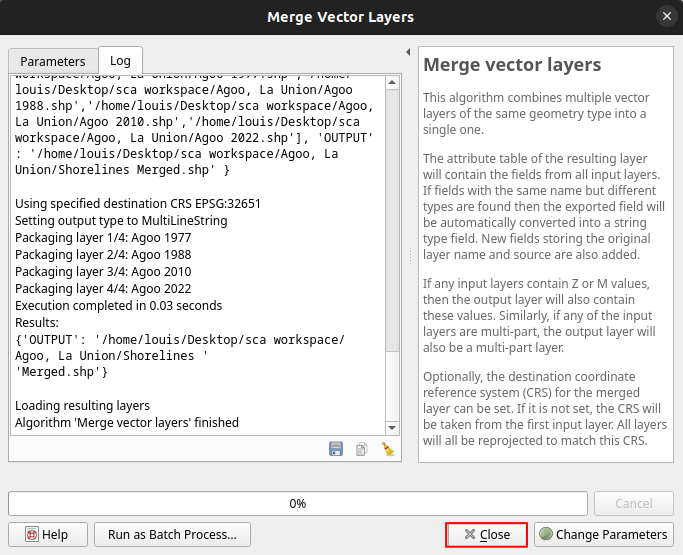 Merge Vector Layers
Parameters
Log
workspace/Agoo, La Union/Agoo 1977.shp','/home/
louis/Desktop/sca workspace/Agoo, La Union/Agoo
1988.shp','/home/louis/Desktop/sca workspace/Agoo,
La Union/Agoo 2010.shp','/home/louis/Desktop/sca
workspace/Agoo, La Union/Agoo 2022.shp'], 'OUTPUT'
: '/home/louis/Desktop/sca workspace/Agoo, La
Union/Shorelines Merged.shp' }
Using specified destination CRS EPSG:32651
Setting output type to MultiLineString
Packaging layer 1/4: Agoo 1977
Packaging layer 2/4: Agoo 1988
Packaging layer 3/4: Agoo 2010
Packaging layer 4/4: Agoo 2022
Execution completed in 0.03 seconds
Results:
{'OUTPUT': '/home/louis/Desktop/sca workspace/
Agoo, La Union/Shorelines '
'Merged.shp'}
Loading resulting layers
Algorithm 'Merge vector layers' finished
Merge vector layers
This algorithm combines multiple vector
layers of the same geometry type into a
single one.
The attribute table of the resulting layer
will contain the fields from all input layers.
If fields with the same name but different
types are found then the exported field will
be automatically converted into a string
type field. New fields storing the original
layer name and source are also added.
If any input layers contain Z or M values,
then the output layer will also contain
these values. Similarly, if any of the input
layers are multi-part, the output layer will
also be a multi-part layer.
Optionally, the destination coordinate
reference system (CRS) for the merged
layer can be set. If it is not set, the CRS will
be taken from the first input layer. All layers
will all be reprojected to match this CRS.
0%
Cancel
Help
Run as Batch Process...
Close
Change Parameters